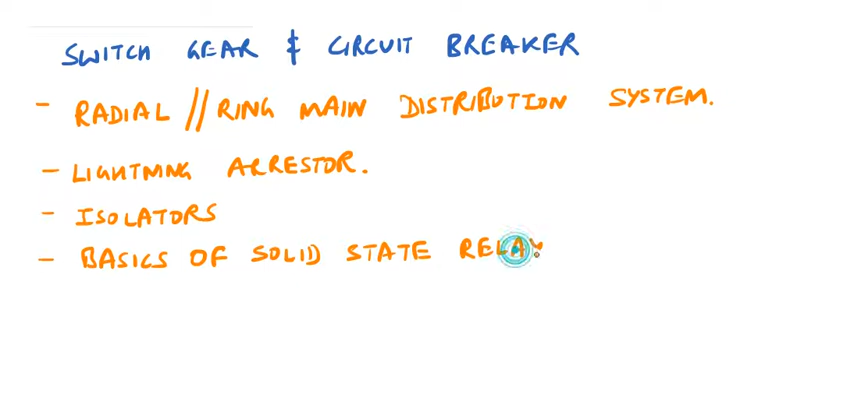 SWITCH GEAR & CIRCUIT BREAKER
- RADIAL // RING MAIN DISTRIBUTION SYSTEM.
- LIGHTNING ARRESTOR.
- ISOLATORS
- BASICS OF SOLID STATE RELAY